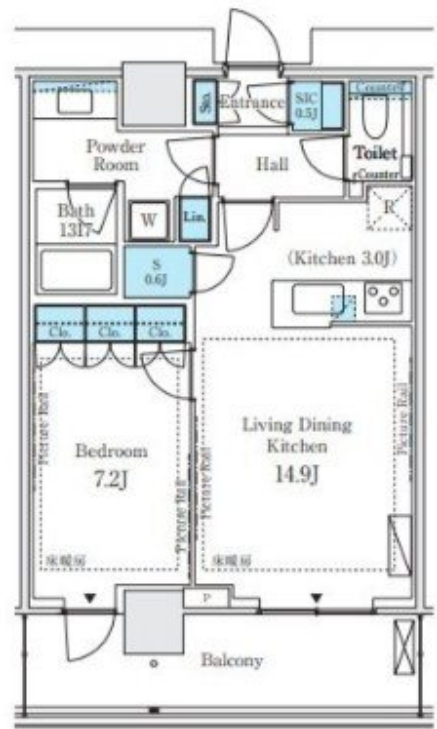 Counter
Sto.
Entrance
SIC
0.5J
Powder
Room
Toilet
Hall
Counter
Bath
1317
W
Lin.
R
(Kitchen 3.0J)
S
0.6J
Clo.
Clo.
Clo.
Picture Rail
Picture Rail
Picture Rail
Picture Rail
Living Dining
Kitchen
14.9J
Bedroom
7.2J
床暖房
床暖房
P
Balcony